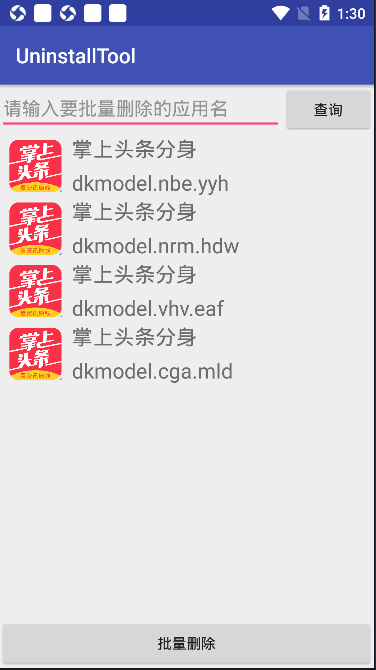 1:30
UninstallTool
请输入要批量删除的应用名
查询
掌上头条
掌上头条分身
dkmodel.nbe.yyh
掌上头条
掌上头条分身
dkmodel.nrm.hdw
掌上头条
掌上头条分身
dkmodel.vhv.eaf
掌上头条
掌上头条分身
dkmodel.cga.mld
批量删除